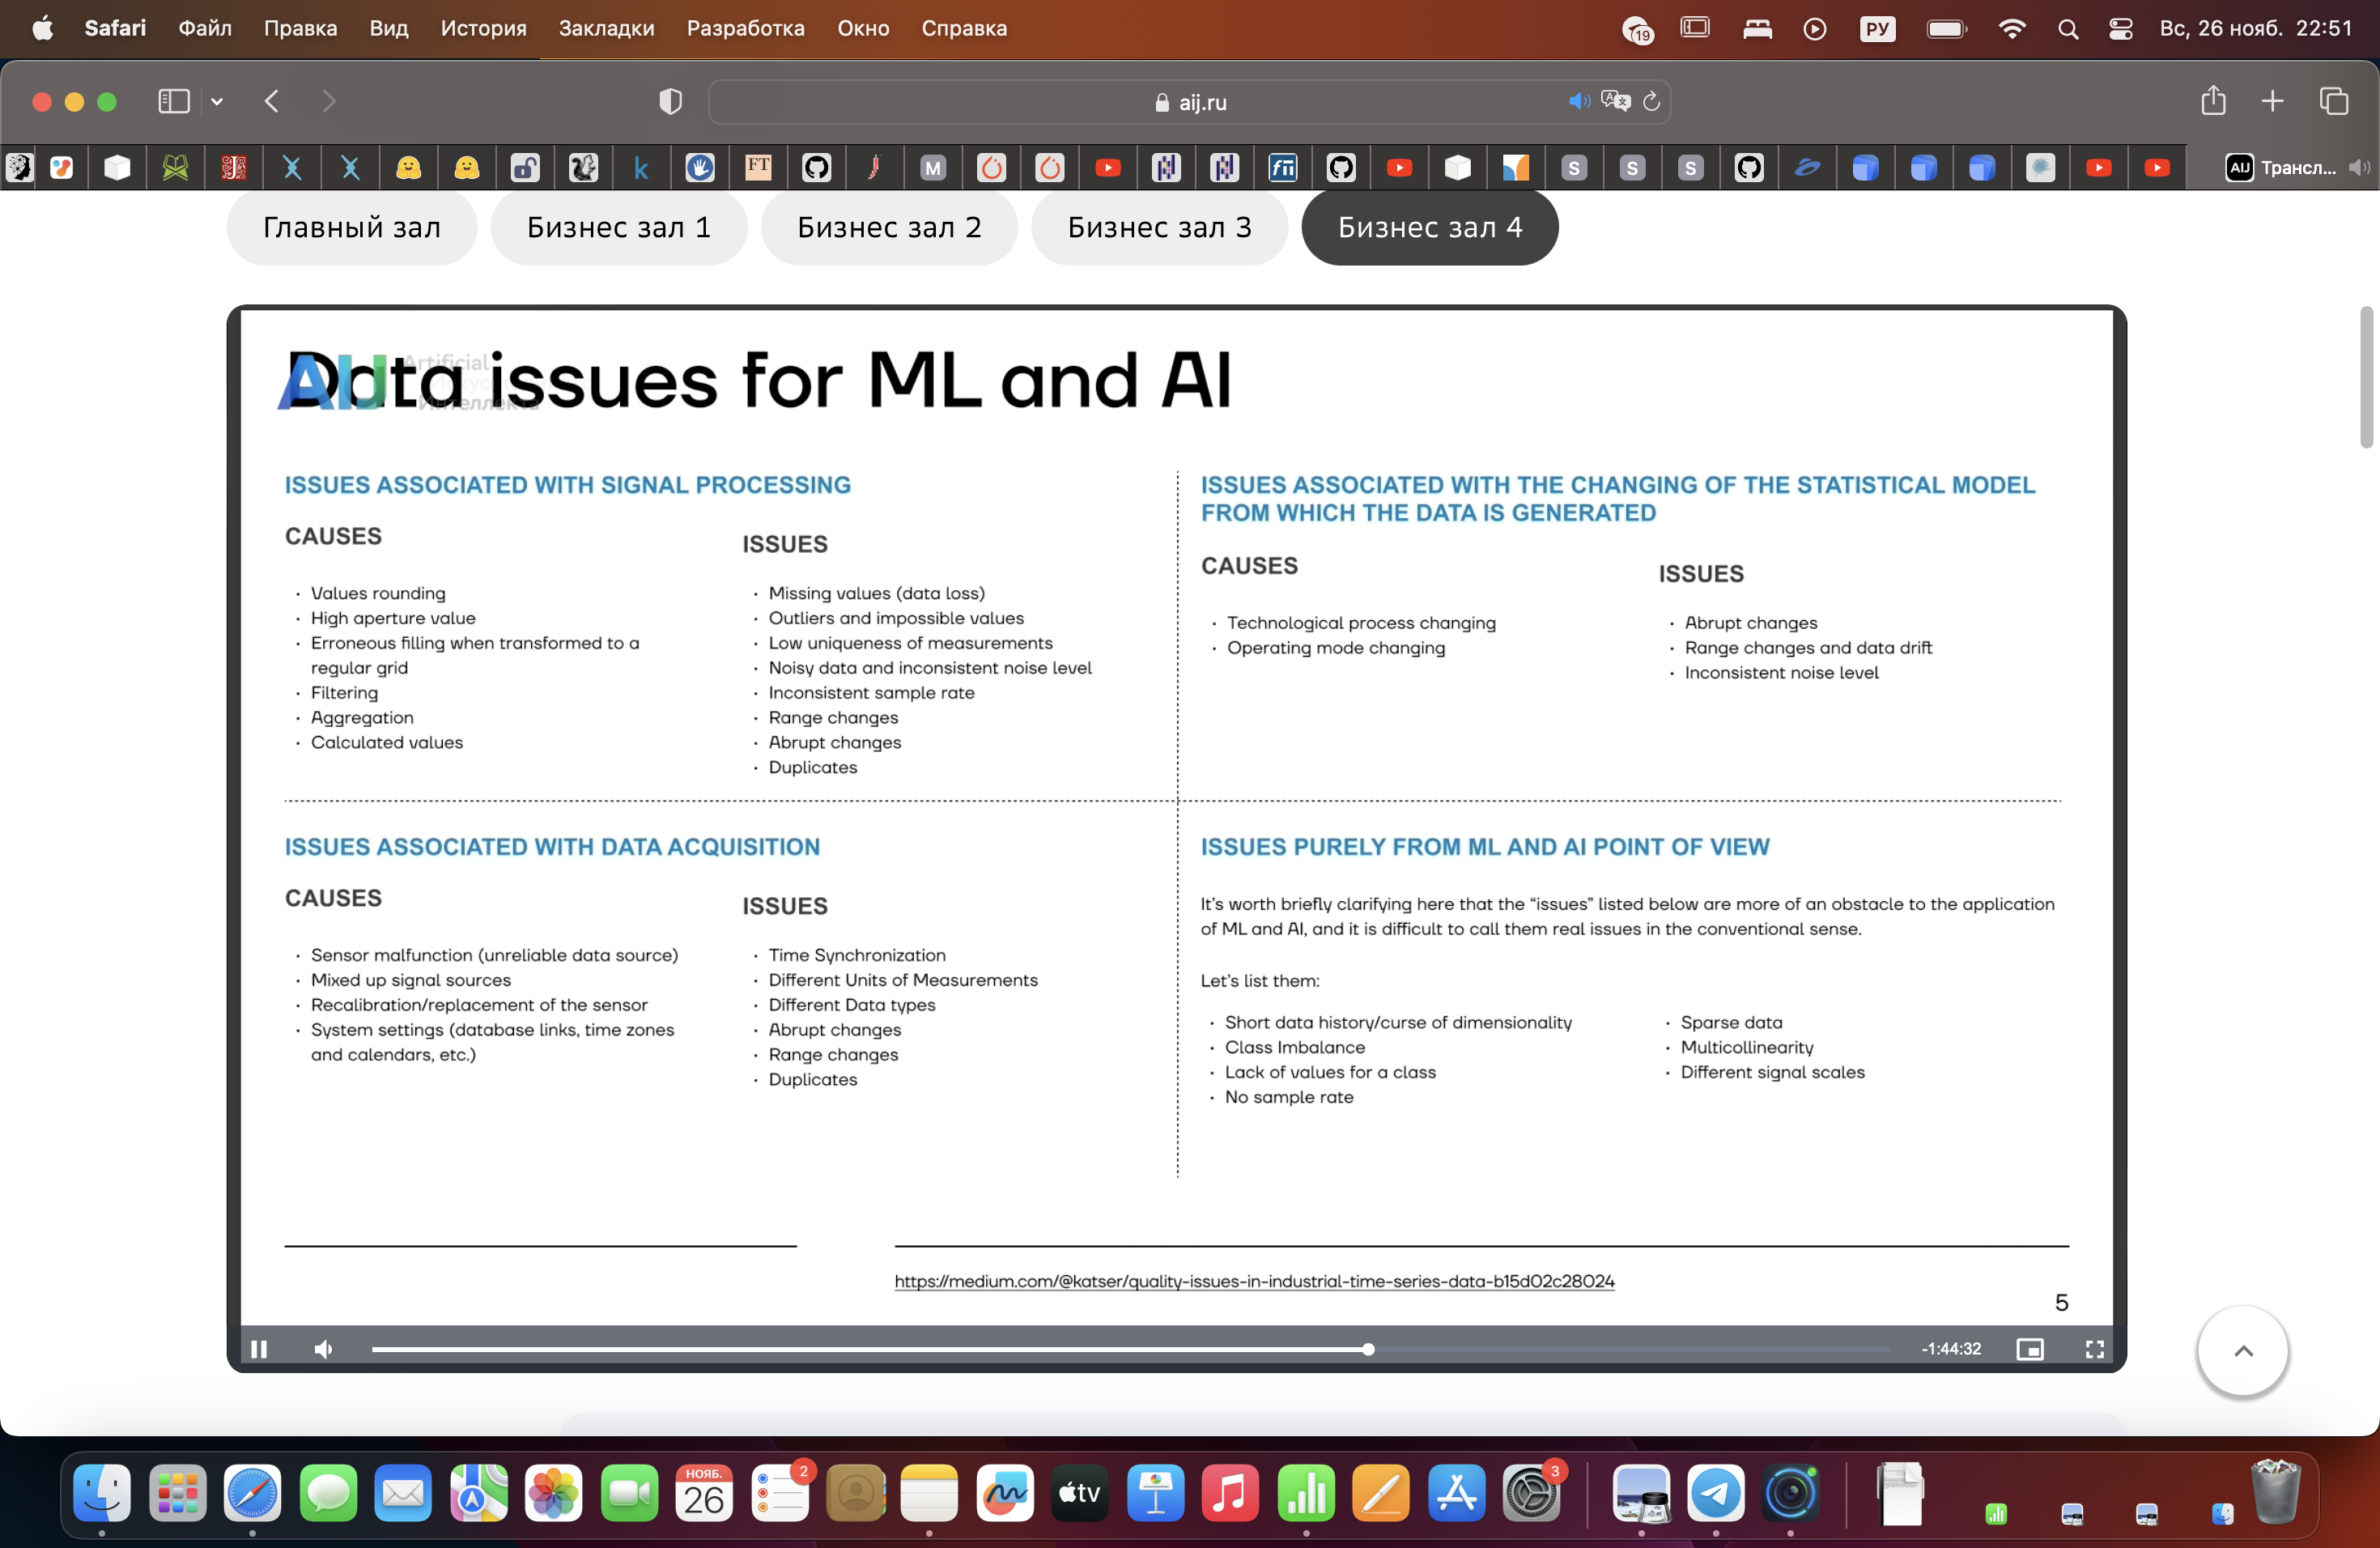 Safari Файл Правка Вид История Закладки Разработка Окно Справка
19 РУ Вс, 26 нояб. 22:51
aij.ru
k FT M fii S S S AIJ Трансл...
Главный зал Бизнес зал 1 Бизнес зал 2 Бизнес зал 3 Бизнес зал 4
AIJ Artificial
Интеллекта
Data issues for ML and AI
ISSUES ASSOCIATED WITH SIGNAL PROCESSING
CAUSES
· Values rounding
· High aperture value
· Erroneous filling when transformed to a
regular grid
· Filtering
· Aggregation
· Calculated values
ISSUES
· Missing values (data loss)
· Outliers and impossible values
· Low uniqueness of measurements
· Noisy data and inconsistent noise level
· Inconsistent sample rate
· Range changes
· Abrupt changes
· Duplicates
ISSUES ASSOCIATED WITH THE CHANGING OF THE STATISTICAL MODEL
FROM WHICH THE DATA IS GENERATED
CAUSES
· Technological process changing
· Operating mode changing
ISSUES
· Abrupt changes
· Range changes and data drift
· Inconsistent noise level
ISSUES ASSOCIATED WITH DATA ACQUISITION
CAUSES
· Sensor malfunction (unreliable data source)
· Mixed up signal sources
· Recalibration/replacement of the sensor
· System settings (database links, time zones
and calendars, etc.)
ISSUES
· Time Synchronization
· Different Units of Measurements
· Different Data types
· Abrupt changes
· Range changes
· Duplicates
ISSUES PURELY FROM ML AND AI POINT OF VIEW
It's worth briefly clarifying here that the “issues” listed below are more of an obstacle to the application
of ML and AI, and it is difficult to call them real issues in the conventional sense.
Let's list them:
· Short data history/curse of dimensionality
· Class Imbalance
· Lack of values for a class
· No sample rate
· Sparse data
· Multicollinearity
· Different signal scales
https://medium.com/@katser/quality-issues-in-industrial-time-series-data-b15d02c28024
5
-1:44:32
НОЯБ.
26
2
tv
3